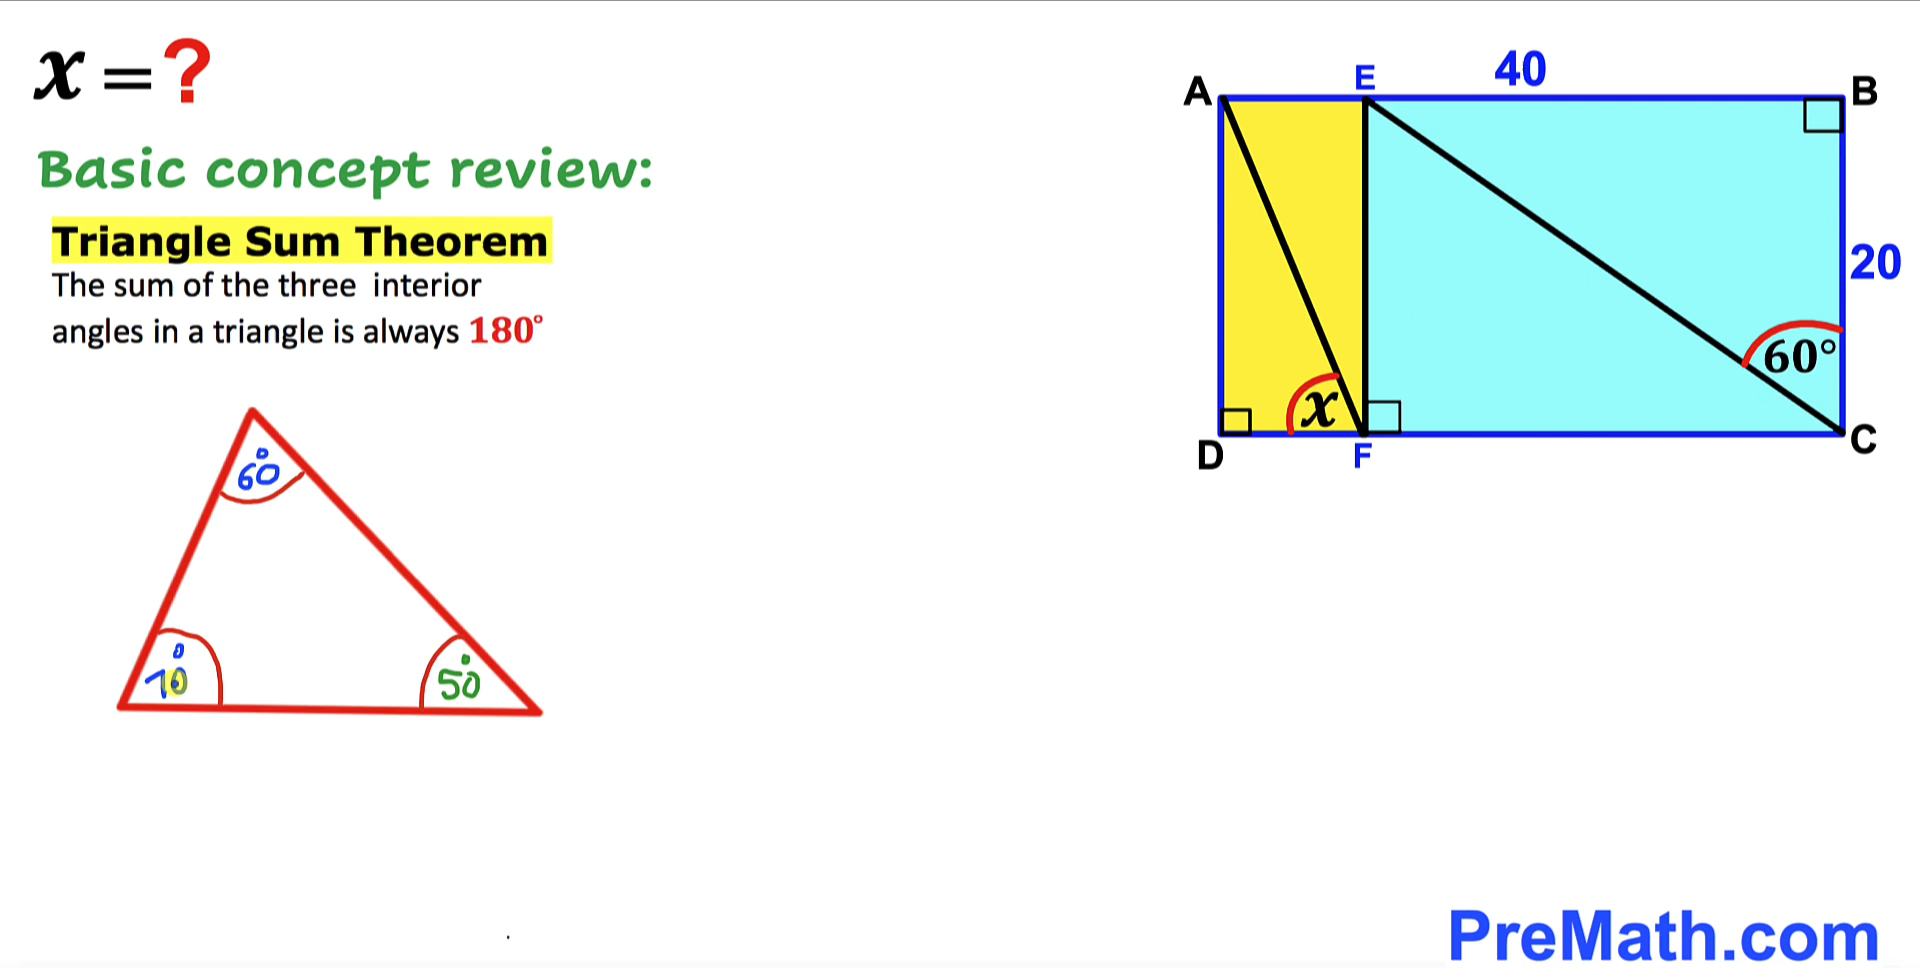 x = ?
Basic concept review:
Triangle Sum Theorem
The sum of the three interior
angles in a triangle is always 180°
60°
70°
50°
40
A
E
B
20
60°
x
D
F
C
PreMath.com